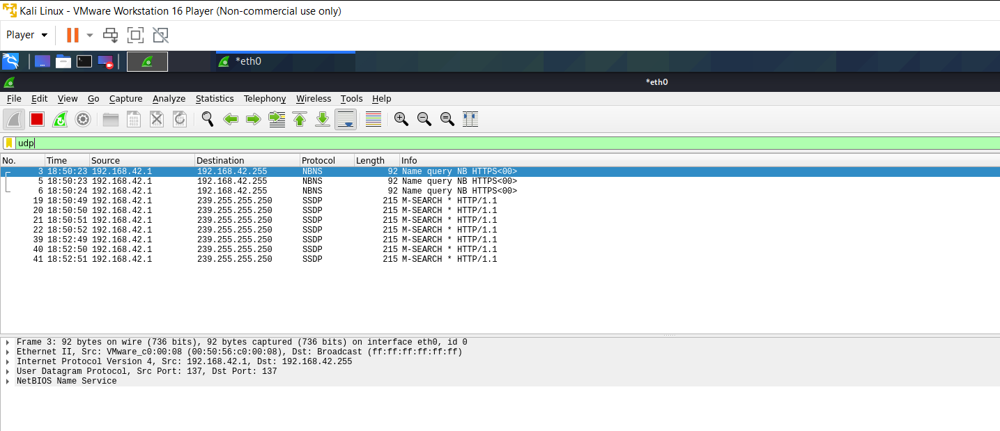 Kali Linux - VMware Workstation 16 Player (Non-commercial use only)
Player
*eth0
*eth0
File Edit View Go Capture Analyze Statistics Telephony Wireless Tools Help
udp
No. Time Source Destination Protocol Length Info
3 18:50:23 192.168.42.1 192.168.42.255 NBNS 92 Name query NB HTTPS<00>
5 18:50:23 192.168.42.1 192.168.42.255 NBNS 92 Name query NB HTTPS<00>
6 18:50:24 192.168.42.1 192.168.42.255 NBNS 92 Name query NB HTTPS<00>
19 18:50:49 192.168.42.1 239.255.255.250 SSDP 215 M-SEARCH * HTTP/1.1
20 18:50:50 192.168.42.1 239.255.255.250 SSDP 215 M-SEARCH * HTTP/1.1
21 18:50:51 192.168.42.1 239.255.255.250 SSDP 215 M-SEARCH * HTTP/1.1
22 18:50:52 192.168.42.1 239.255.255.250 SSDP 215 M-SEARCH * HTTP/1.1
39 18:52:49 192.168.42.1 239.255.255.250 SSDP 215 M-SEARCH * HTTP/1.1
40 18:52:50 192.168.42.1 239.255.255.250 SSDP 215 M-SEARCH * HTTP/1.1
41 18:52:51 192.168.42.1 239.255.255.250 SSDP 215 M-SEARCH * HTTP/1.1
Frame 3: 92 bytes on wire (736 bits), 92 bytes captured (736 bits) on interface eth0, id 0
Ethernet II, Src: VMware_c0:00:08 (00:50:56:c0:00:08), Dst: Broadcast (ff:ff:ff:ff:ff:ff)
Internet Protocol Version 4, Src: 192.168.42.1, Dst: 192.168.42.255
User Datagram Protocol, Src Port: 137, Dst Port: 137
NetBIOS Name Service